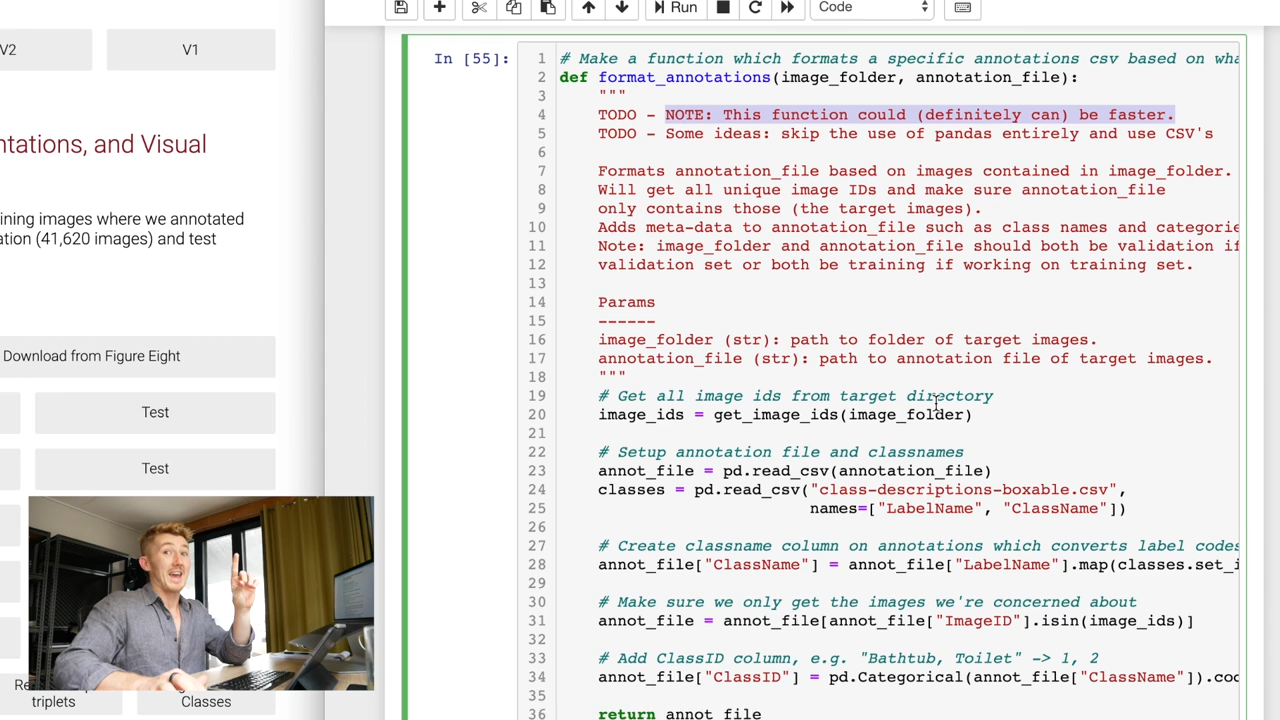 V2
V1
ntations, and Visual
ining images where we annotated
ation (41,620 images) and test
Download from Figure Eight
Test
Test
triplets
Classes
Run
Code
In [55]:
1 # Make a function which formats a specific annotations csv based on wha
2 def format_annotations(image_folder, annotation_file):
3 """
4 TODO - NOTE: This function could (definitely can) be faster.
5 TODO - Some ideas: skip the use of pandas entirely and use CSV's
6
7 Formats annotation_file based on images contained in image_folder.
8 Will get all unique image IDs and make sure annotation_file
9 only contains those (the target images).
10 Adds meta-data to annotation_file such as class names and categorie
11 Note: image_folder and annotation_file should both be validation if
12 validation set or both be training if working on training set.
13
14 Params
15 ------
16 image_folder (str): path to folder of target images.
17 annotation_file (str): path to annotation file of target images.
18 """
19 # Get all image ids from target directory
20 image_ids = get_image_ids(image_folder)
21
22 # Setup annotation file and classnames
23 annot_file = pd.read_csv(annotation_file)
24 classes = pd.read_csv("class-descriptions-boxable.csv",
25 names=["LabelName", "ClassName"])
26
27 # Create classname column on annotations which converts label codes
28 annot_file["ClassName"] = annot_file["LabelName"].map(classes.set_i
29
30 # Make sure we only get the images we're concerned about
31 annot_file = annot_file[annot_file["ImageID"].isin(image_ids)]
32
33 # Add ClassID column, e.g. "Bathtub, Toilet" -> 1, 2
34 annot_file["ClassID"] = pd.Categorical(annot_file["ClassName"]).cod
35
36 return annot_file